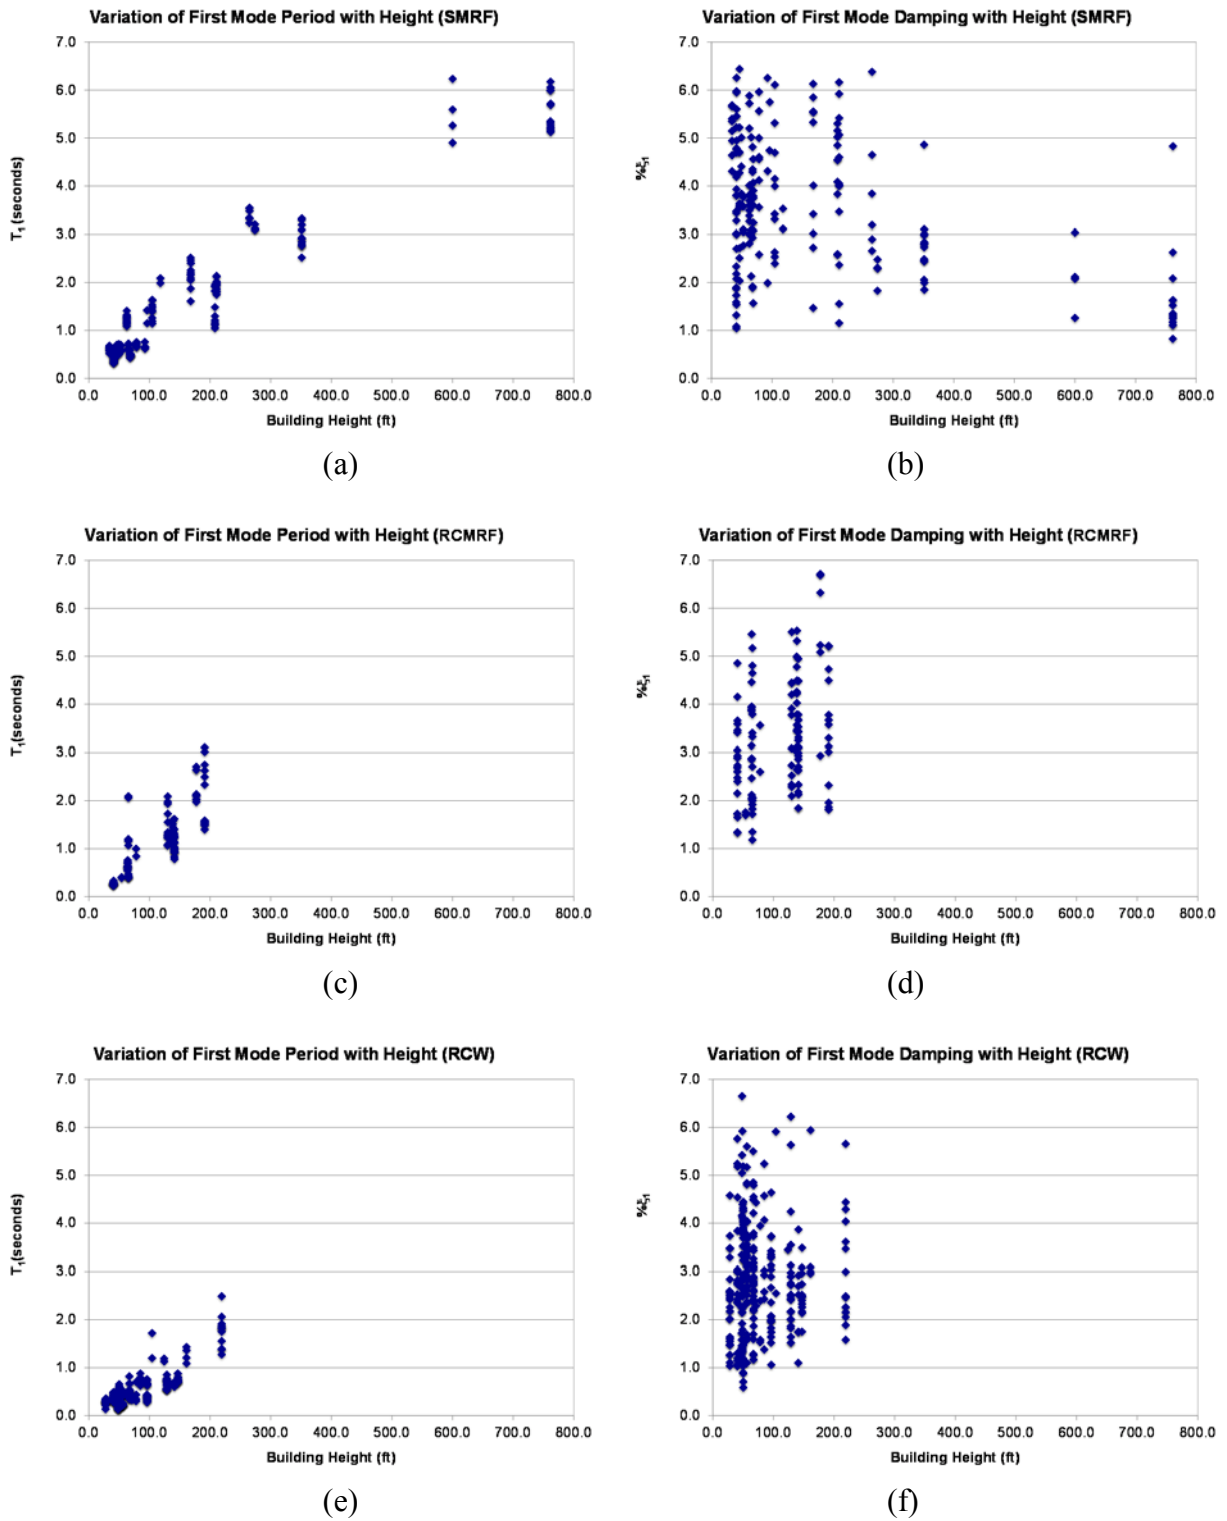 Variation of First Mode Period with Height (SMRF)
7.0
6.0
5.0
4.0
3.0
2.0
1.0
0.0
T1 (seconds)
0.0 100.0 200.0 300.0 400.0 500.0 600.0 700.0 800.0
Building Height (ft)
(a)
Variation of First Mode Damping with Height (SMRF)
7.0
6.0
5.0
4.0
3.0
2.0
1.0
0.0
%ξ1
0.0 100.0 200.0 300.0 400.0 500.0 600.0 700.0 800.0
Building Height (ft)
(b)
Variation of First Mode Period with Height (RCMRF)
7.0
6.0
5.0
4.0
3.0
2.0
1.0
0.0
T1(seconds)
0.0 100.0 200.0 300.0 400.0 500.0 600.0 700.0 800.0
Building Height (ft)
(c)
Variation of First Mode Damping with Height (RCMRF)
7.0
6.0
5.0
4.0
3.0
2.0
1.0
0.0
%ξ1
0.0 100.0 200.0 300.0 400.0 500.0 600.0 700.0 800.0
Building Height (ft)
(d)
Variation of First Mode Period with Height (RCW)
7.0
6.0
5.0
4.0
3.0
2.0
1.0
0.0
T1(seconds)
0.0 100.0 200.0 300.0 400.0 500.0 600.0 700.0 800.0
Building Height (ft)
(e)
Variation of First Mode Damping with Height (RCW)
7.0
6.0
5.0
4.0
3.0
2.0
1.0
0.0
%ξ1
0.0 100.0 200.0 300.0 400.0 500.0 600.0 700.0 800.0
Building Height (ft)
(f)